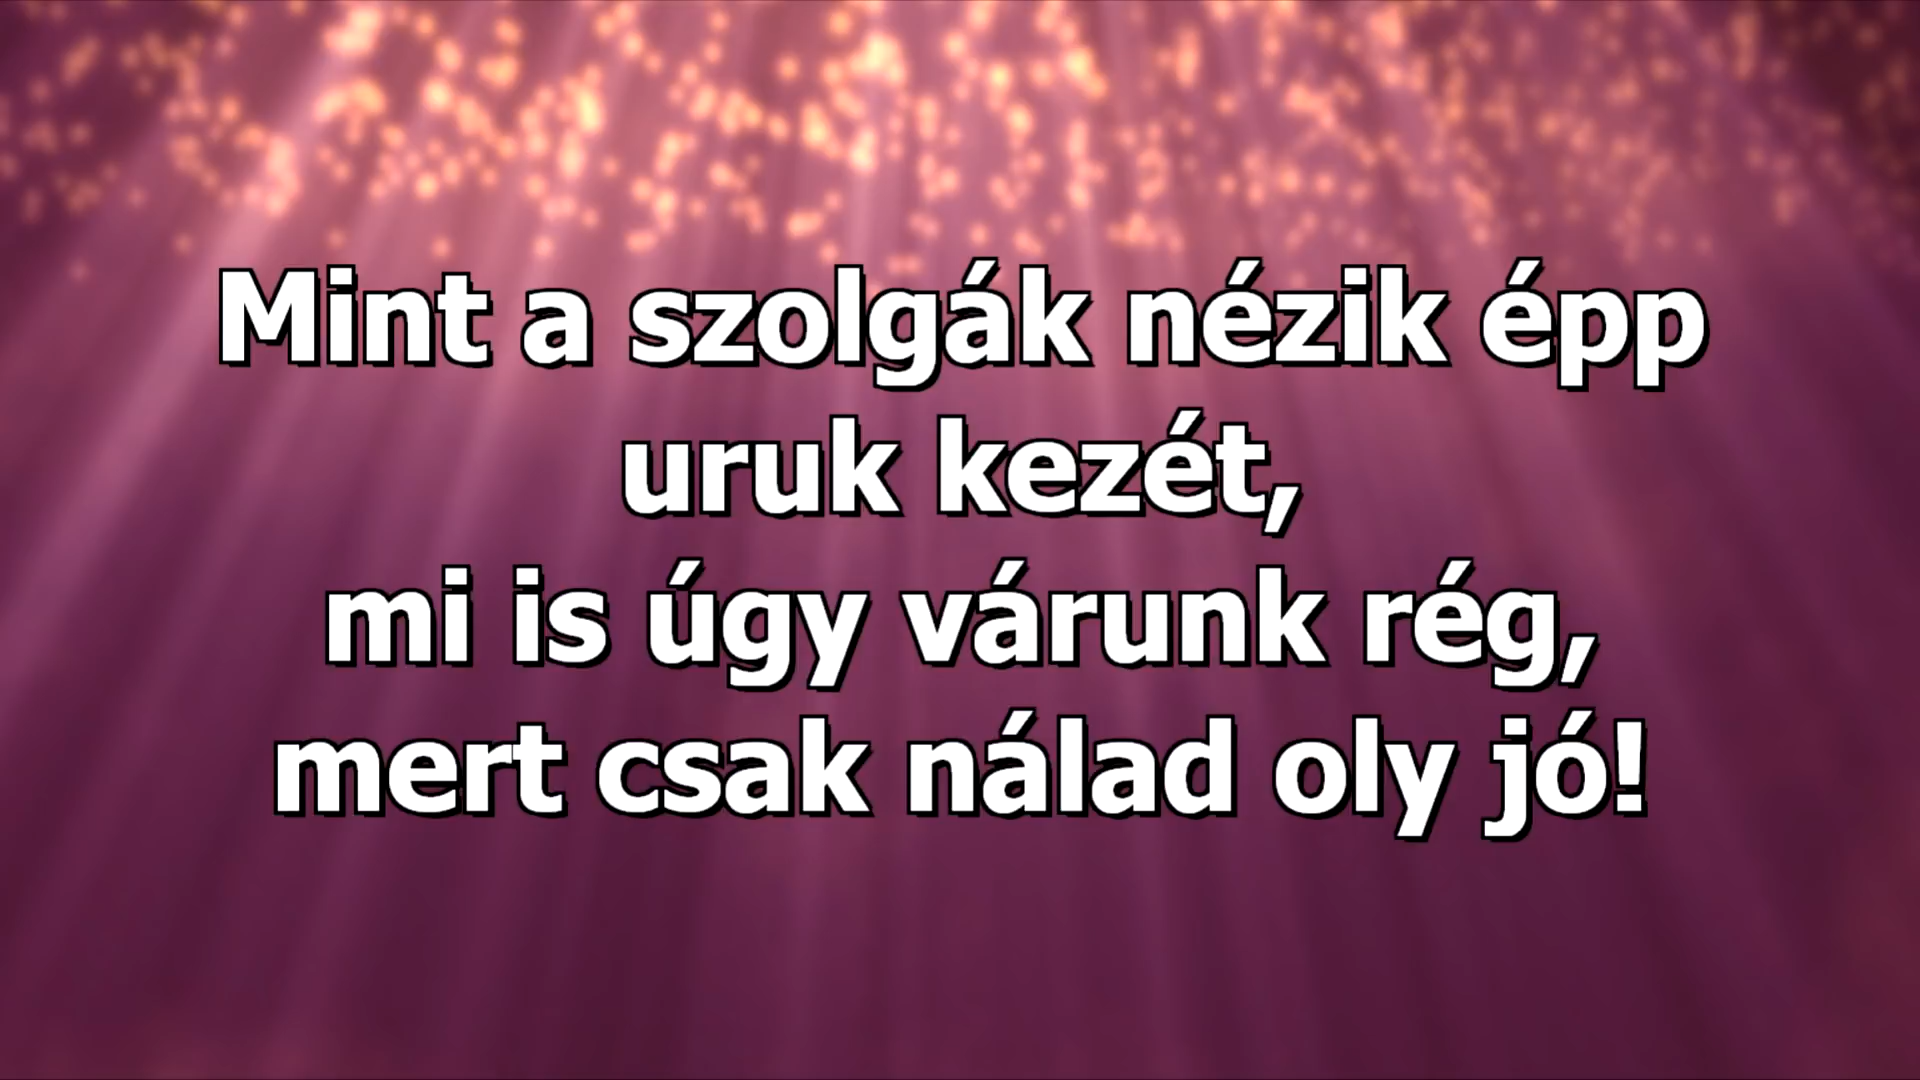 Mint a szolgák nézik épp
uruk kezét,
mi is úgy várunk rég,
mert csak nálad oly jó!